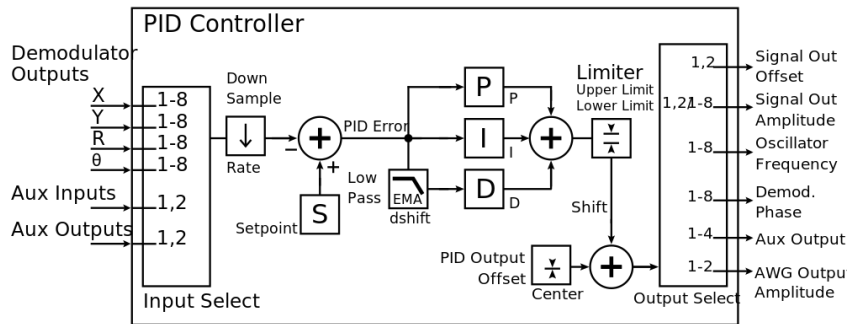 PID Controller
Demodulator
Outputs
X
Y
R
θ
Aux Inputs
Aux Outputs
1-8
1-8
1-8
1-8
1,2
1,2
Input Select
Down
Sample
Rate
Setpoint
S
PID Error
Low
Pass
EMA
dshift
P
P
I
I
D
D
Limiter
Upper Limit
Lower Limit
Shift
PID Output
Offset
Center
1,2
1,2/1-8
1-8
1-8
1-4
1-2
Output Select
Signal Out
Offset
Signal Out
Amplitude
Oscillator
Frequency
Demod.
Phase
Aux Output
AWG Output
Amplitude